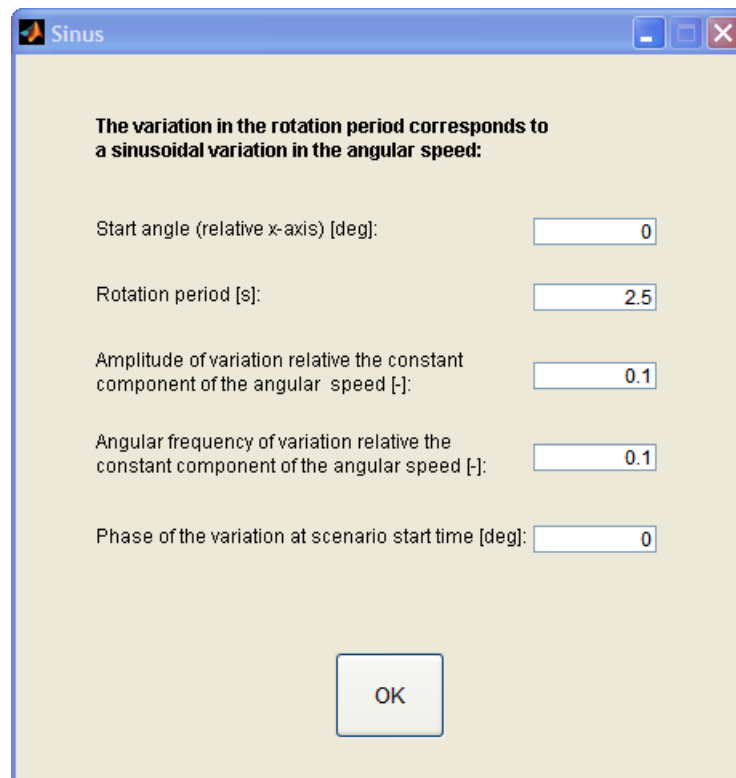 Sinus
The variation in the rotation period corresponds to
a sinusoidal variation in the angular speed:
Start angle (relative x-axis) [deg]: 0
Rotation period [s]: 2.5
Amplitude of variation relative the constant
component of the angular speed [-]: 0.1
Angular frequency of variation relative the
constant component of the angular speed [-]: 0.1
Phase of the variation at scenario start time [deg]: 0
OK